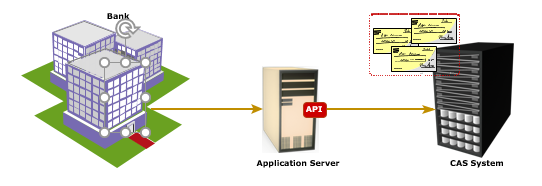 Bank
API
Application Server
CAS System